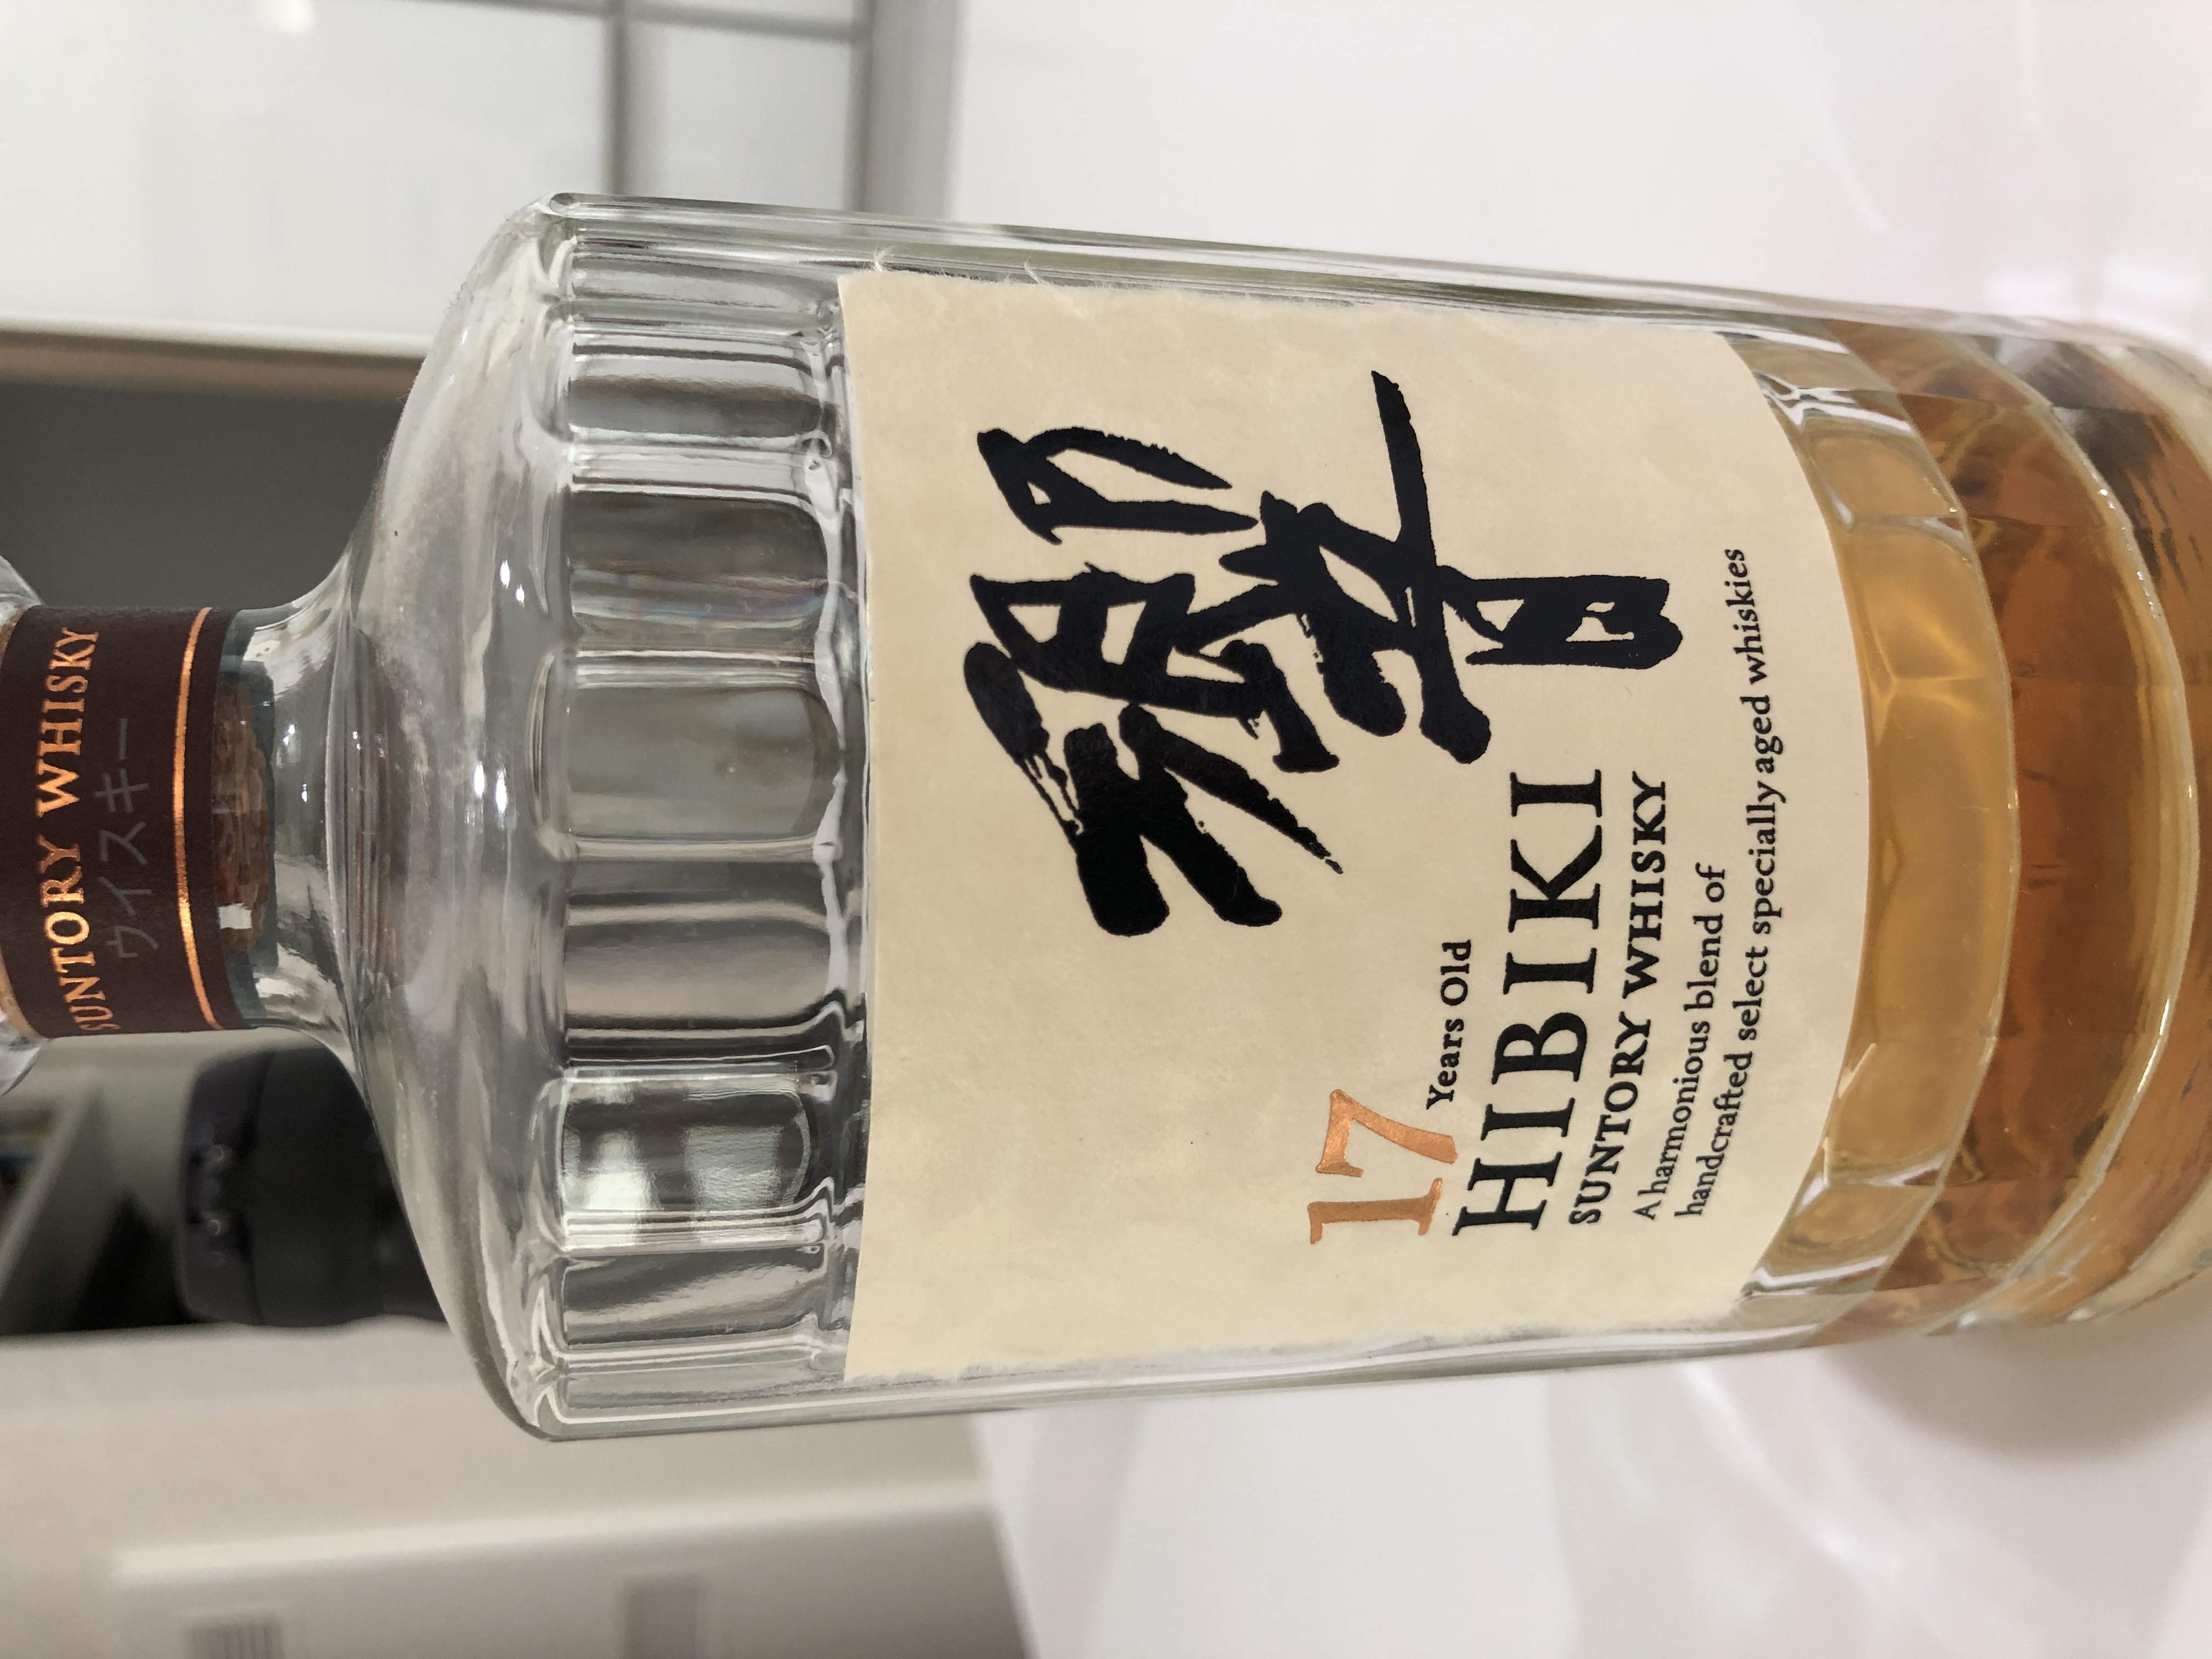 SUNTORY WHISKY
ウイスキー
響
17 Years Old
HIBIKI
SUNTORY WHISKY
A harmonious blend of
handcrafted select specially aged whiskies